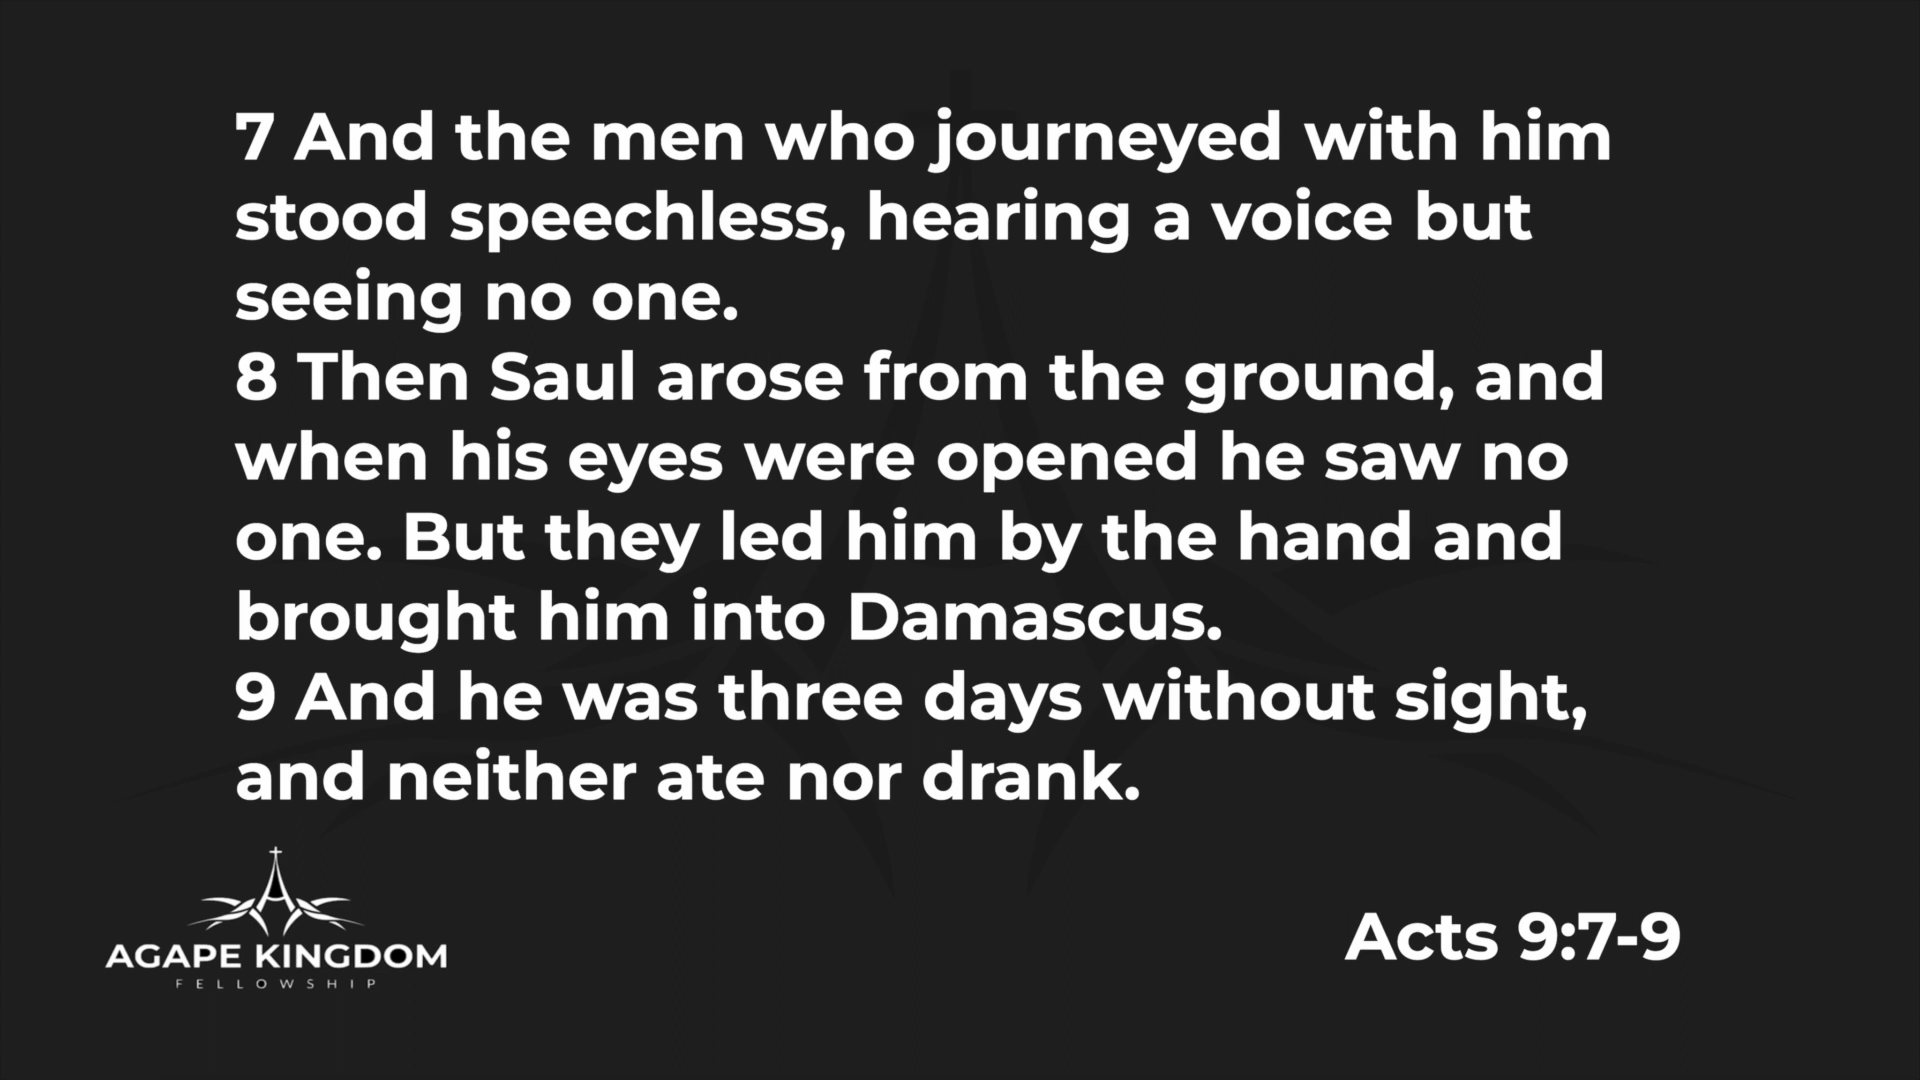 7 And the men who journeyed with him
stood speechless, hearing a voice but
seeing no one.
8 Then Saul arose from the ground, and
when his eyes were opened he saw no
one. But they led him by the hand and
brought him into Damascus.
9 And he was three days without sight,
and neither ate nor drank.
AGAPE KINGDOM
FELLOWSHIP
Acts 9:7-9